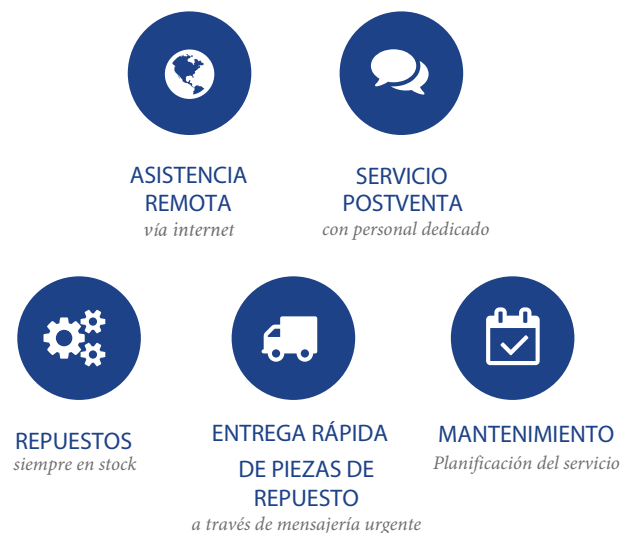 ASISTENCIA
REMOTA
vía internet
SERVICIO
POSTVENTA
con personal dedicado
REPUESTOS
siempre en stock
ENTREGA RÁPIDA
DE PIEZAS DE
REPUESTO
a través de mensajería urgente
MANTENIMIENTO
Planificación del servicio